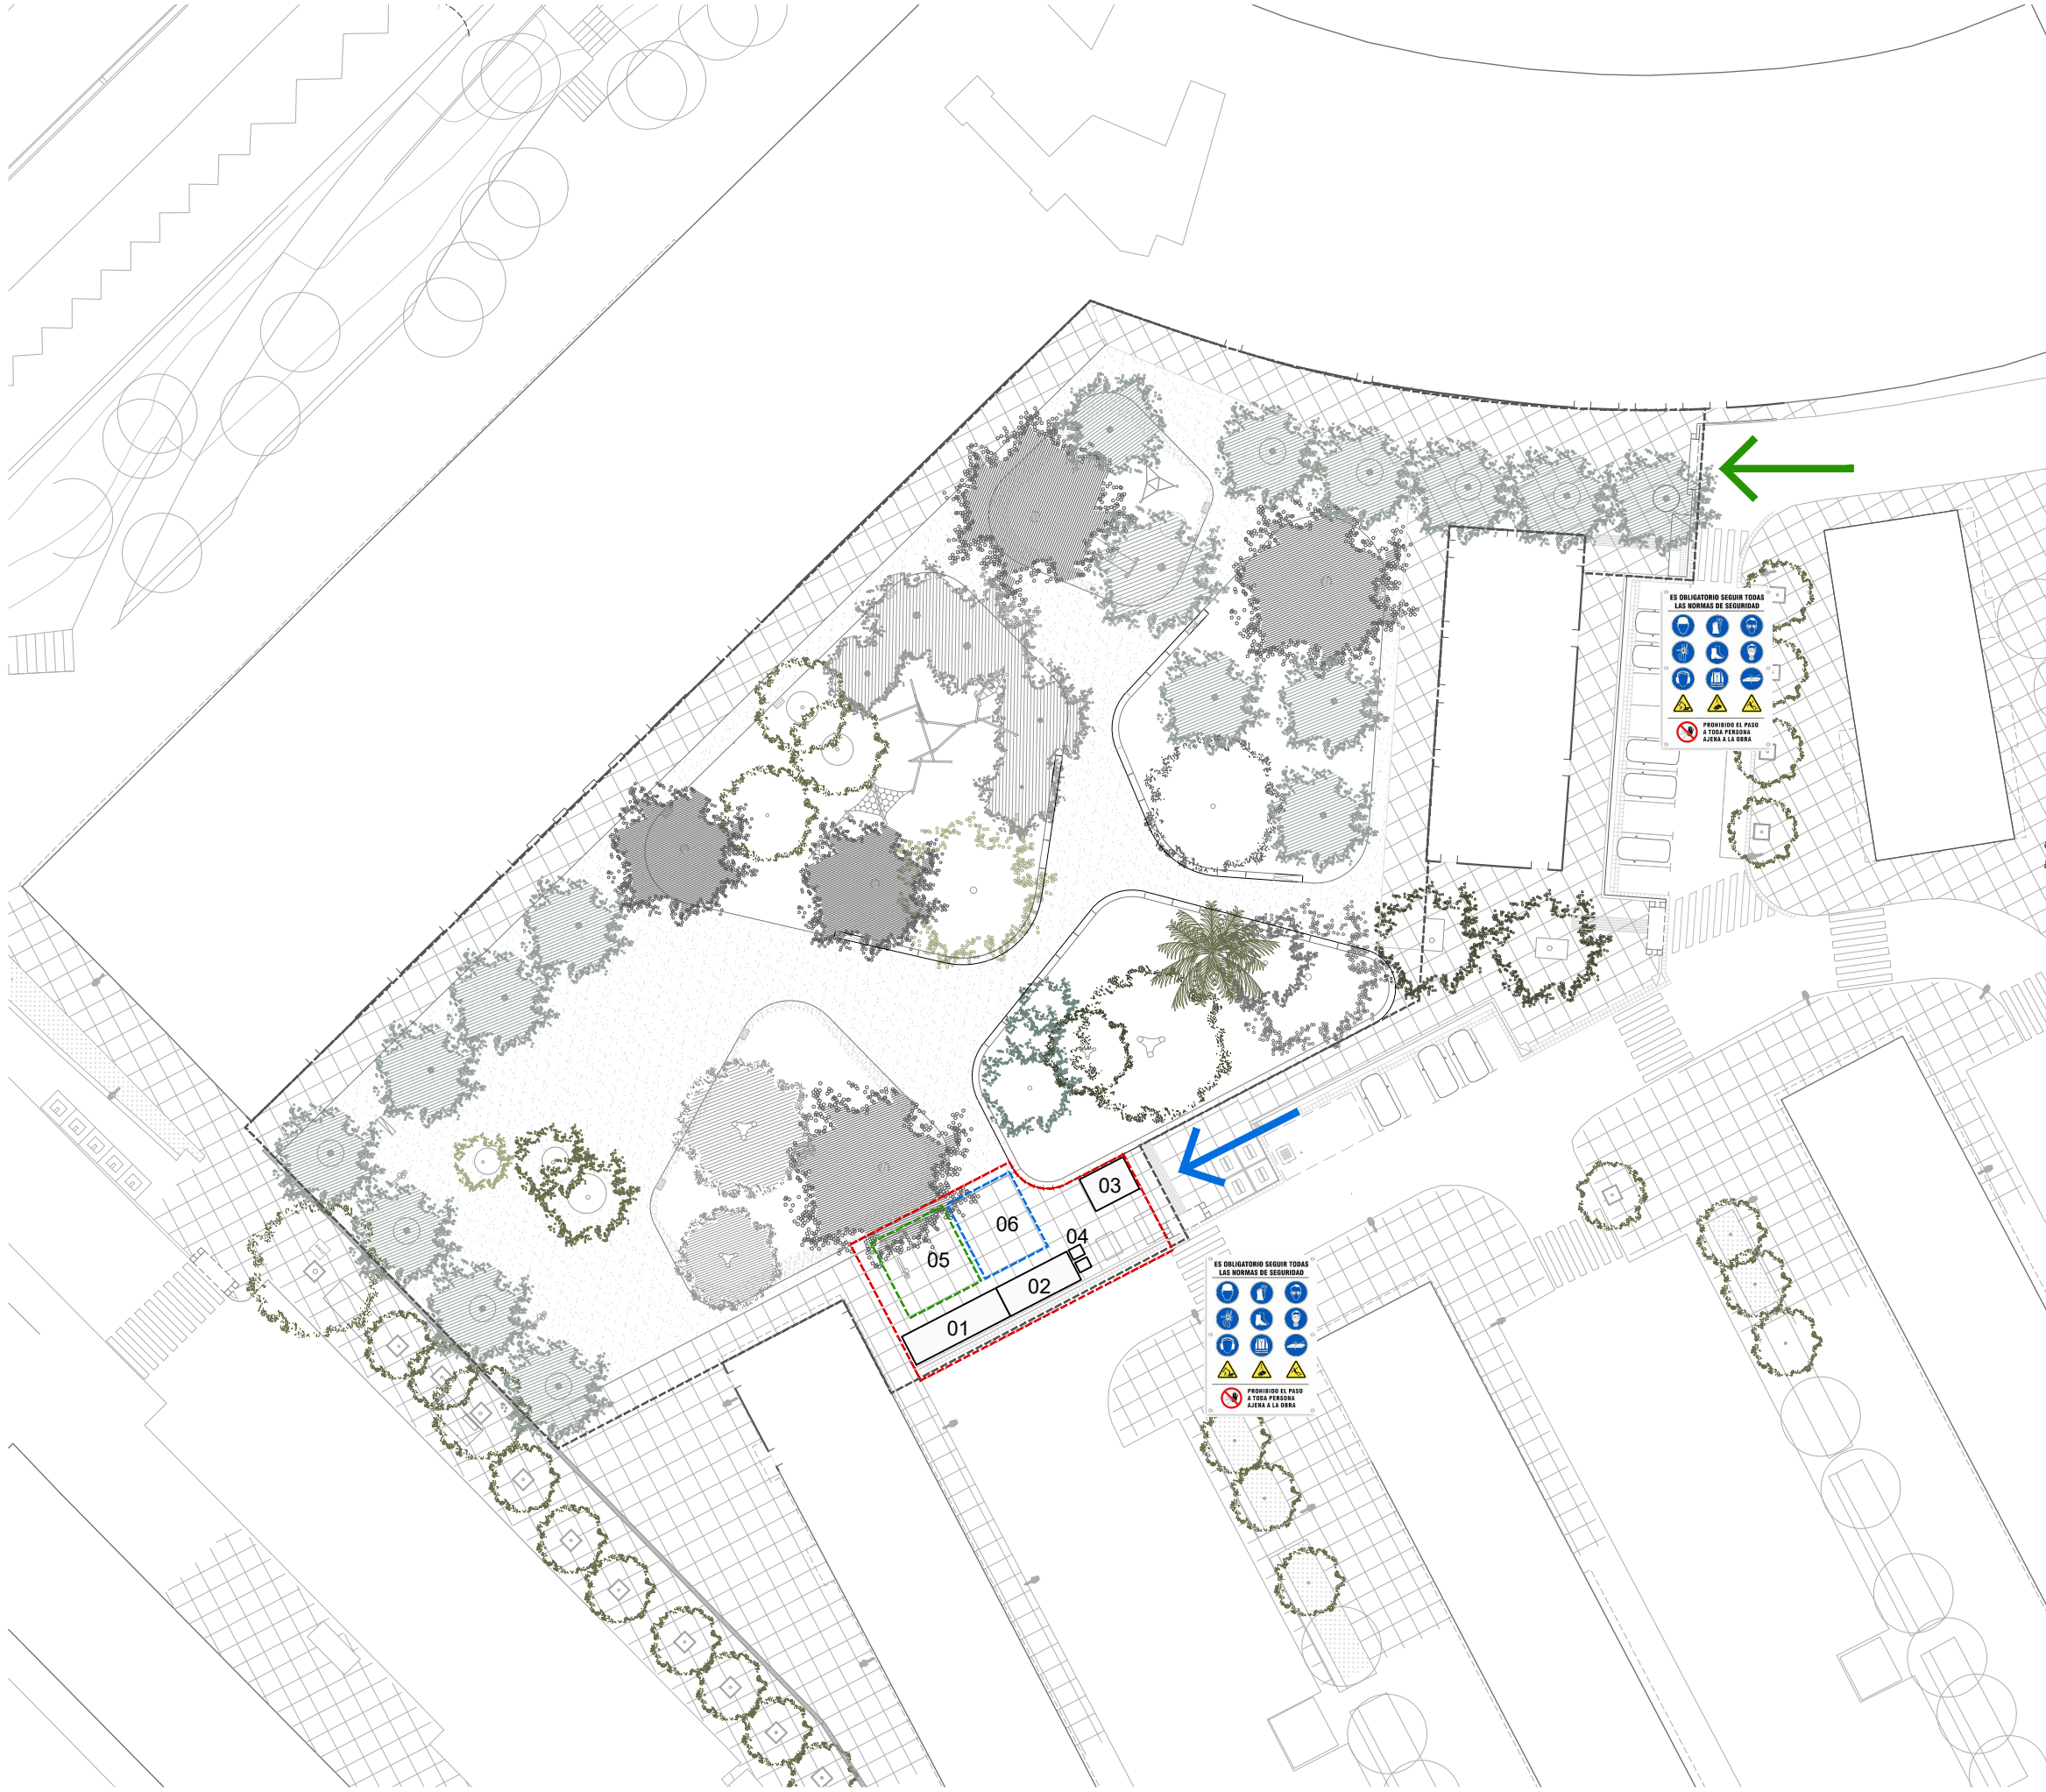 ES OBLIGATORIO SEGUIR TODAS
LAS NORMAS DE SEGURIDAD
PROHIBIDO EL PASO
A TODA PERSONA
AJENA A LA OBRA
03
06
04
05
02
01
ES OBLIGATORIO SEGUIR TODAS
LAS NORMAS DE SEGURIDAD
PROHIBIDO EL PASO
A TODA PERSONA
AJENA A LA OBRA